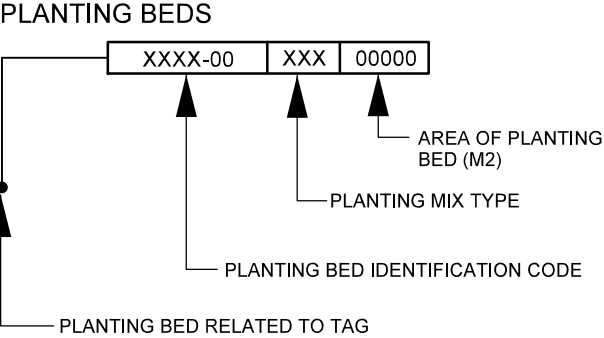 PLANTING BEDS
XXXX-00 XXX 00000
AREA OF PLANTING
BED (M2)
PLANTING MIX TYPE
PLANTING BED IDENTIFICATION CODE
PLANTING BED RELATED TO TAG